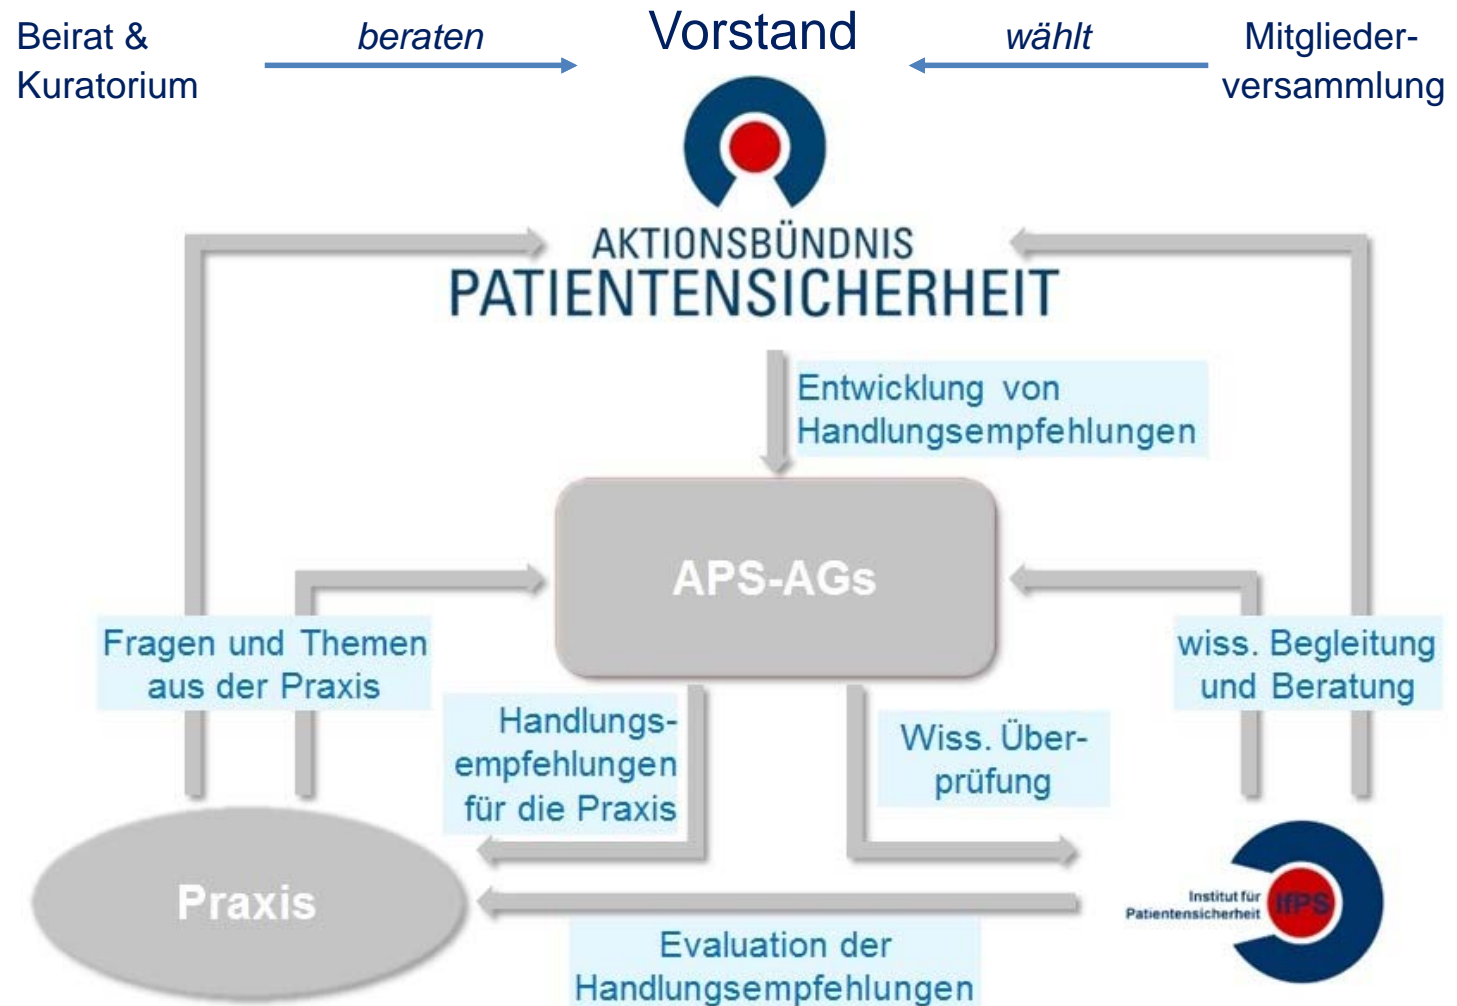 Beirat &
Kuratorium
beraten
Vorstand
wählt
Mitglieder-
versammlung
AKTIONSBÜNDNIS
PATIENTENSICHERHEIT
Entwicklung von
Handlungsempfehlungen
APS-AGs
Fragen und Themen
aus der Praxis
wiss. Begleitung
und Beratung
Handlungs-
empfehlungen
für die Praxis
Wiss. Über-
prüfung
Praxis
Institut für
Patientensicherheit
IfPS
Evaluation der
Handlungsempfehlungen